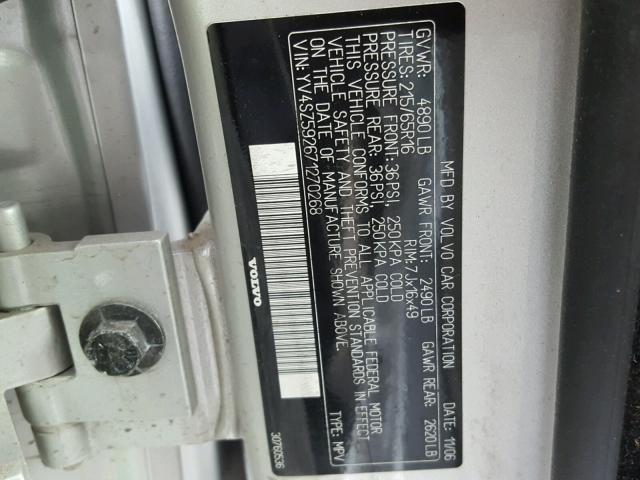 MFD BY VOLVO CAR CORPORATION DATE: 11/06
GVWR: 4890LB GAWR FRONT: 2490LB GAWR REAR: 2620LB
TIRES: 215/65R16 RIM: 7Jx16x49
PRESSURE FRONT: 36PSI, 250KPA COLD
PRESSURE REAR: 36PSI, 250KPA COLD
THIS VEHICLE CONFORMS TO ALL APPLICABLE FEDERAL MOTOR
VEHICLE SAFETY AND THEFT PREVENTION STANDARDS IN EFFECT
ON THE DATE OF MANUFACTURE SHOWN ABOVE.
YV4SZ592671270268 TYPE: MPV
VOLVO
30769536